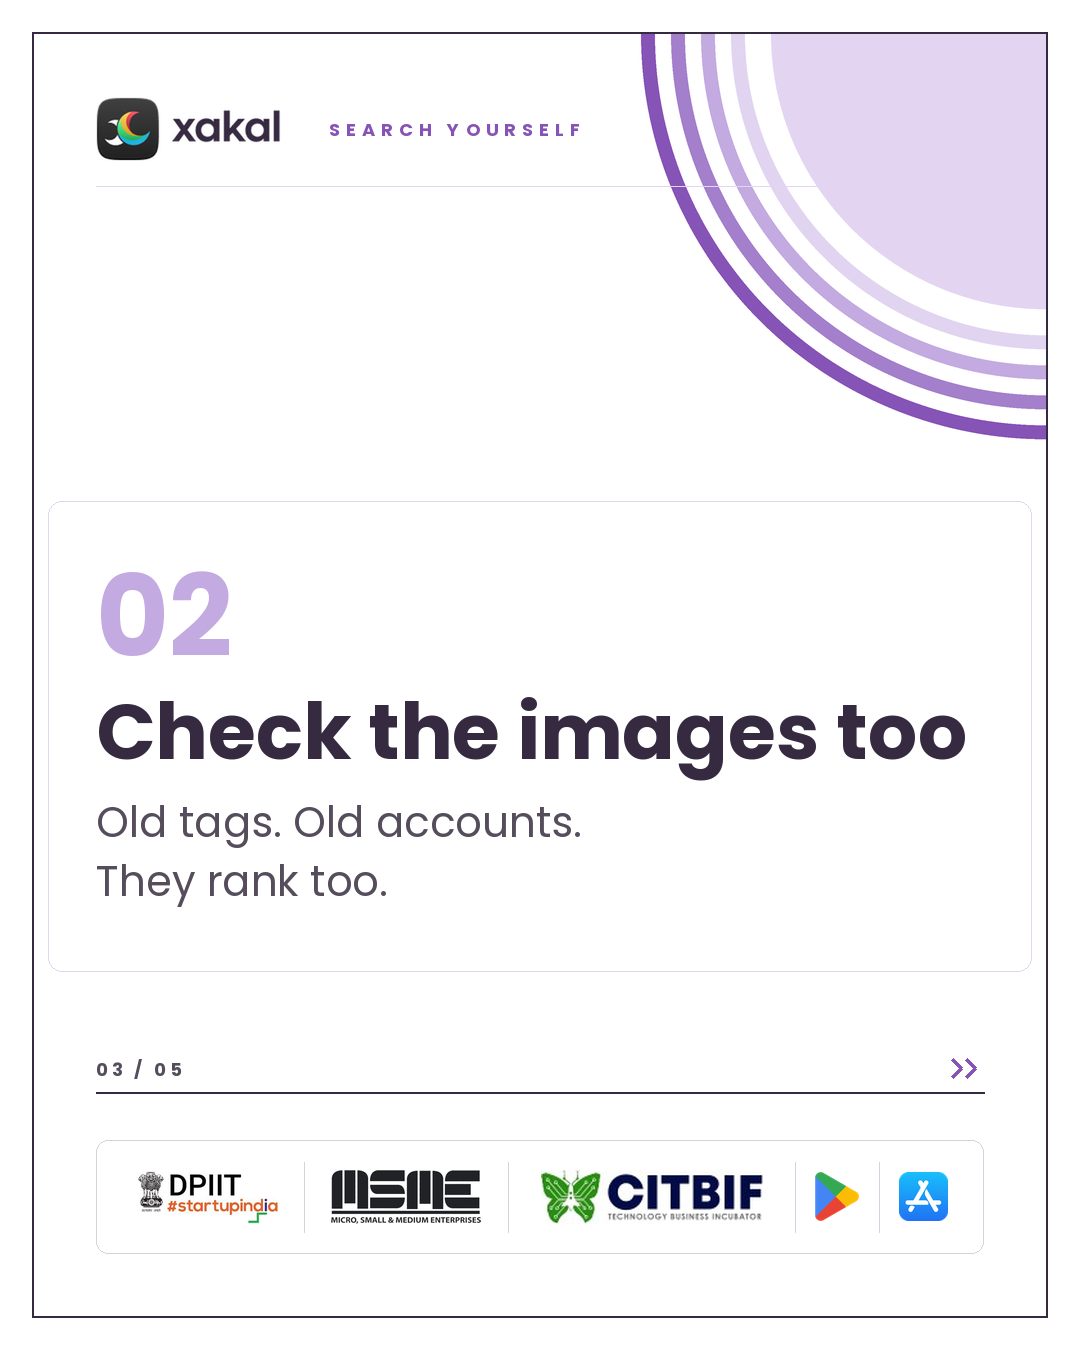 xakal
SEARCH YOURSELF
02
Check the images too
Old tags. Old accounts.
They rank too.
03 / 05
DPIIT
#startupindia
MSME
MICRO, SMALL & MEDIUM ENTERPRISES
CITBIF
TECHNOLOGY BUSINESS INCUBATOR